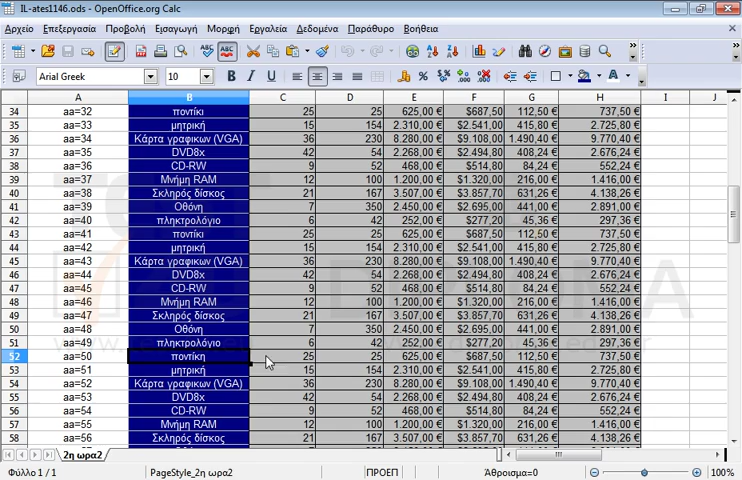 IL-ates1146.ods - OpenOffice.org Calc
Αρχείο Επεξεργασία Προβολή Εισαγωγή Μορφή Εργαλεία Δεδομένα Παράθυρο Βοήθεια
Arial Greek 10
A B C D E F G H I J
34 aa=32 ποντίκι 25 25 625,00 € $687,50 112,50 € 737,50 €
35 aa=33 μητρική 15 154 2.310,00 € $2.541,00 415,80 € 2.725,80 €
36 aa=34 Κάρτα γραφικων (VGA) 36 230 8.280,00 € $9.108,00 1.490,40 € 9.770,40 €
37 aa=35 DVD8x 42 54 2.268,00 € $2.494,80 408,24 € 2.676,24 €
38 aa=36 CD-RW 9 52 468,00 € $514,80 84,24 € 552,24 €
39 aa=37 Μνήμη RAM 12 100 1.200,00 € $1.320,00 216,00 € 1.416,00 €
40 aa=38 Σκληρός δίσκος 21 167 3.507,00 € $3.857,70 631,26 € 4.138,26 €
41 aa=39 Οθόνη 7 350 2.450,00 € $2.695,00 441,00 € 2.891,00 €
42 aa=40 πληκτρολόγιο 6 42 252,00 € $277,20 45,36 € 297,36 €
43 aa=41 ποντίκι 25 25 625,00 € $687,50 112,50 € 737,50 €
44 aa=42 μητρική 15 154 2.310,00 € $2.541,00 415,80 € 2.725,80 €
45 aa=43 Κάρτα γραφικων (VGA) 36 230 8.280,00 € $9.108,00 1.490,40 € 9.770,40 €
46 aa=44 DVD8x 42 54 2.268,00 € $2.494,80 408,24 € 2.676,24 €
47 aa=45 CD-RW 9 52 468,00 € $514,80 84,24 € 552,24 €
48 aa=46 Μνήμη RAM 12 100 1.200,00 € $1.320,00 216,00 € 1.416,00 €
49 aa=47 Σκληρός δίσκος 21 167 3.507,00 € $3.857,70 631,26 € 4.138,26 €
50 aa=48 Οθόνη 7 350 2.450,00 € $2.695,00 441,00 € 2.891,00 €
51 aa=49 πληκτρολόγιο 6 42 252,00 € $277,20 45,36 € 297,36 €
52 aa=50 ποντίκη 25 25 625,00 € $687,50 112,50 € 737,50 €
53 aa=51 μητρική 15 154 2.310,00 € $2.541,00 415,80 € 2.725,80 €
54 aa=52 Κάρτα γραφικων (VGA) 36 230 8.280,00 € $9.108,00 1.490,40 € 9.770,40 €
55 aa=53 DVD8x 42 54 2.268,00 € $2.494,80 408,24 € 2.676,24 €
56 aa=54 CD-RW 9 52 468,00 € $514,80 84,24 € 552,24 €
57 aa=55 Μνήμη RAM 12 100 1.200,00 € $1.320,00 216,00 € 1.416,00 €
58 aa=56 Σκληρός δίσκος 21 167 3.507,00 € $3.857,70 631,26 € 4.138,26 €
2η ωρα2
Φύλλο 1 / 1 PageStyle_2η ωρα2 ΠΡΟΕΠ Άθροισμα=0 100%